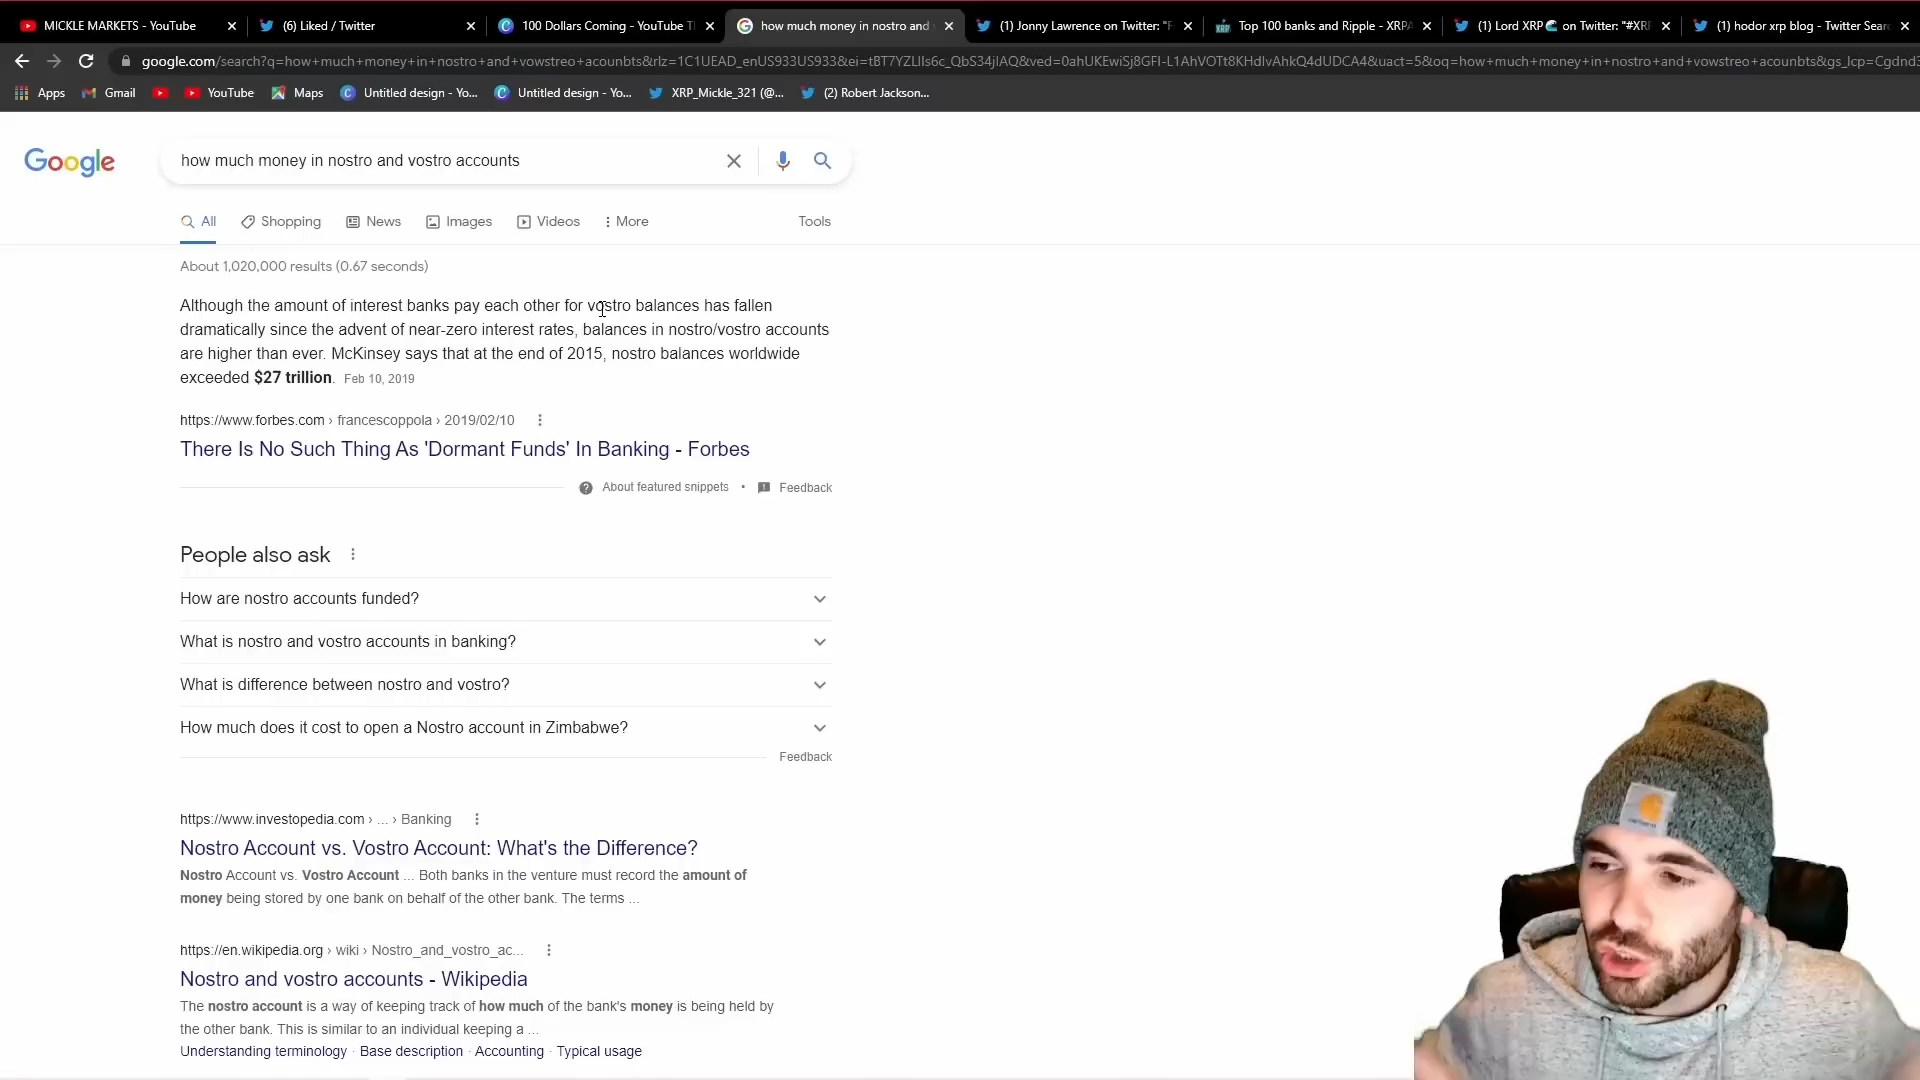 MICKLE MARKETS - YouTube
(6) Liked / Twitter
100 Dollars Coming - YouTube T
how much money in nostro and
(1) Jonny Lawrence on Twitter: "F
Top 100 banks and Ripple - XRPA
(1) Lord XRP🌊 on Twitter: "#XRI
(1) hodor xrp blog - Twitter Sear
google.com/search?q=how+much+money+in+nostro+and+vowstreo+acounbts&rlz=1C1UEAD_enUS933US933&ei=tBT7YZLIIs6c_QbS34jIAQ&ved=0ahUKEwiSj8GFI-L1AhVOTt8KHdIvAhkQ4dUDCA4&uact=5&oq=how+much+money+in+nostro+and+vowstreo+acounbts&gs_lcp=Cgdnd3
Apps
Gmail
YouTube
Maps
Untitled design - Yo...
Untitled design - Yo...
XRP_Mickle_321 (@...
(2) Robert Jackson...
Google
how much money in nostro and vostro accounts
All
Shopping
News
Images
Videos
More
Tools
About 1,020,000 results (0.67 seconds)
Although the amount of interest banks pay each other for vostro balances has fallen
dramatically since the advent of near-zero interest rates, balances in nostro/vostro accounts
are higher than ever. McKinsey says that at the end of 2015, nostro balances worldwide
exceeded $27 trillion. Feb 10, 2019
https://www.forbes.com › francescoppola › 2019/02/10
There Is No Such Thing As 'Dormant Funds' In Banking - Forbes
About featured snippets • Feedback
People also ask
How are nostro accounts funded?
What is nostro and vostro accounts in banking?
What is difference between nostro and vostro?
How much does it cost to open a Nostro account in Zimbabwe?
Feedback
https://www.investopedia.com › ... › Banking
Nostro Account vs. Vostro Account: What's the Difference?
Nostro Account vs. Vostro Account ... Both banks in the venture must record the amount of
money being stored by one bank on behalf of the other bank. The terms ...
https://en.wikipedia.org › wiki › Nostro_and_vostro_ac...
Nostro and vostro accounts - Wikipedia
The nostro account is a way of keeping track of how much of the bank's money is being held by
the other bank. This is similar to an individual keeping a ...
Understanding terminology · Base description · Accounting · Typical usage